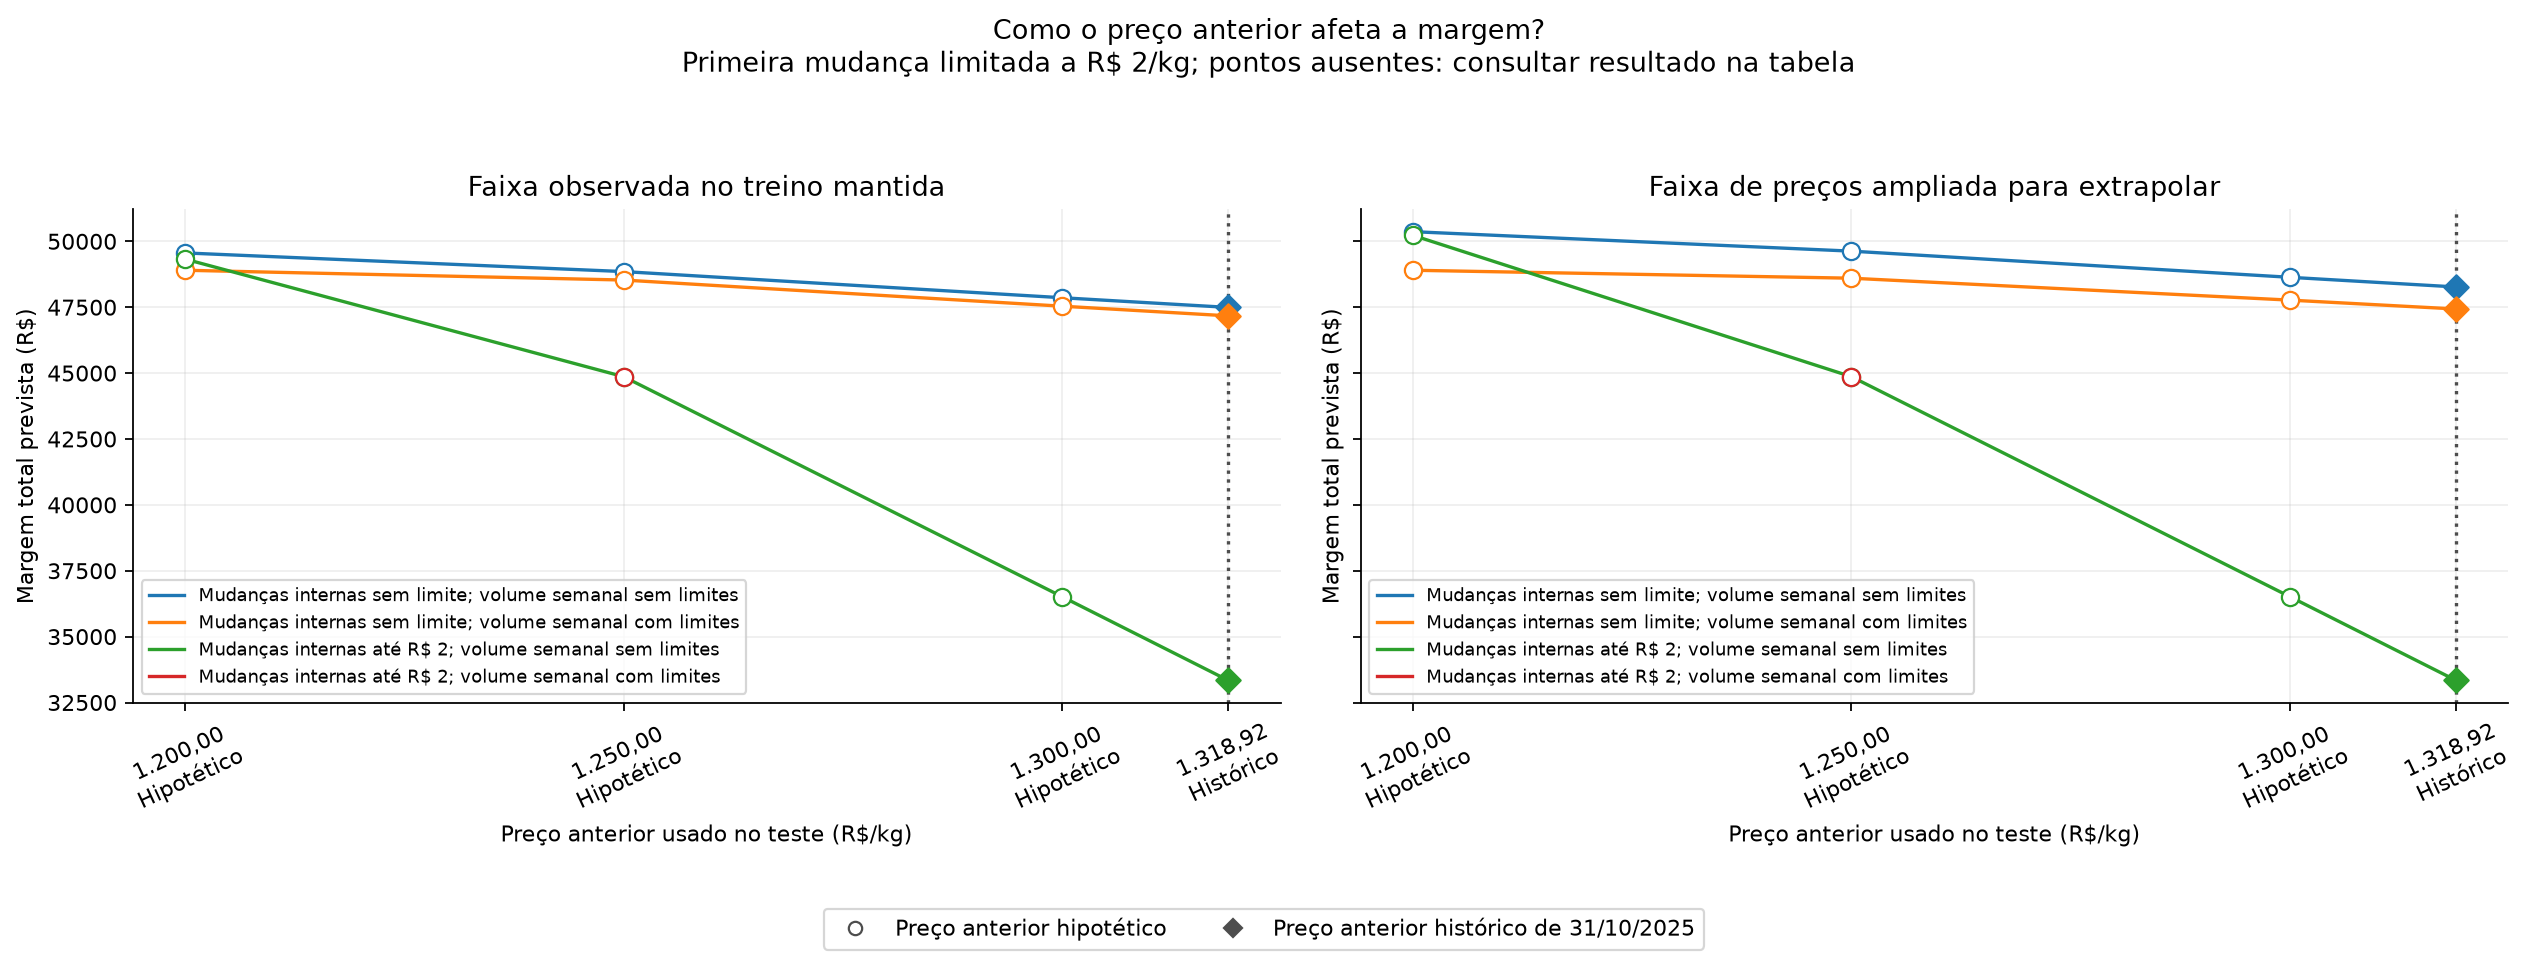 Como o preço anterior afeta a margem?
Primeira mudança limitada a R$ 2/kg; pontos ausentes: consultar resultado na tabela
Faixa observada no treino mantida
Margem total prevista (R$)
50000
47500
45000
42500
40000
37500
35000
32500
Mudanças internas sem limite; volume semanal sem limites
Mudanças internas sem limite; volume semanal com limites
Mudanças internas até R$ 2; volume semanal sem limites
Mudanças internas até R$ 2; volume semanal com limites
1.200,00
Hipotético
1.250,00
Hipotético
1.300,00
Hipotético
1.318,92
Histórico
Preço anterior usado no teste (R$/kg)
Faixa de preços ampliada para extrapolar
Margem total prevista (R$)
Mudanças internas sem limite; volume semanal sem limites
Mudanças internas sem limite; volume semanal com limites
Mudanças internas até R$ 2; volume semanal sem limites
Mudanças internas até R$ 2; volume semanal com limites
1.200,00
Hipotético
1.250,00
Hipotético
1.300,00
Hipotético
1.318,92
Histórico
Preço anterior usado no teste (R$/kg)
Preço anterior hipotético
Preço anterior histórico de 31/10/2025